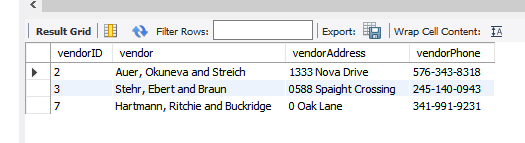 Result Grid Filter Rows: Export: Wrap Cell Content: IA
vendorID vendor vendorAddress vendorPhone
2 Auer, Okuneva and Streich 1333 Nova Drive 576-343-8318
3 Stehr, Ebert and Braun 0588 Spaight Crossing 245-140-0943
7 Hartmann, Ritchie and Buckridge 0 Oak Lane 341-991-9231